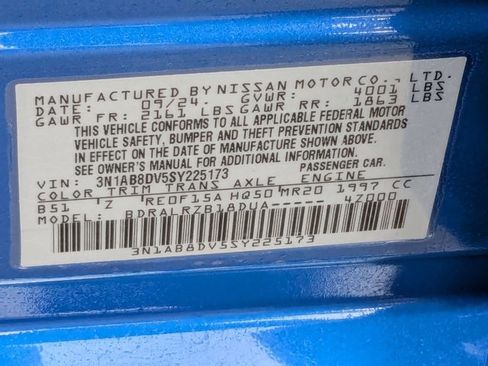 MANUFACTURED BY NISSAN MOTOR CO., LTD.
DATE: 09/24. GVWR: 4001 LBS
GAWR FR: 2161 LBS GAWR RR: 1863 LBS
THIS VEHICLE CONFORMS TO ALL APPLICABLE FEDERAL MOTOR
VEHICLE SAFETY, BUMPER AND THEFT PREVENTION STANDARDS
IN EFFECT ON THE DATE OF MANUFACTURE SHOWN ABOVE.
SEE OWNER'S MANUAL FOR ADDITIONAL INFORMATION
VIN: 3N1AB8DV5SY225173 PASSENGER CAR.
COLOR TRIM TRANS AXLE ENGINE
B51 Z RE0F15A HQ50 MR20 1997 CC
MODEL: BDRALRZB18DUA----- 4Z000
3N1AB8DV5SY225173